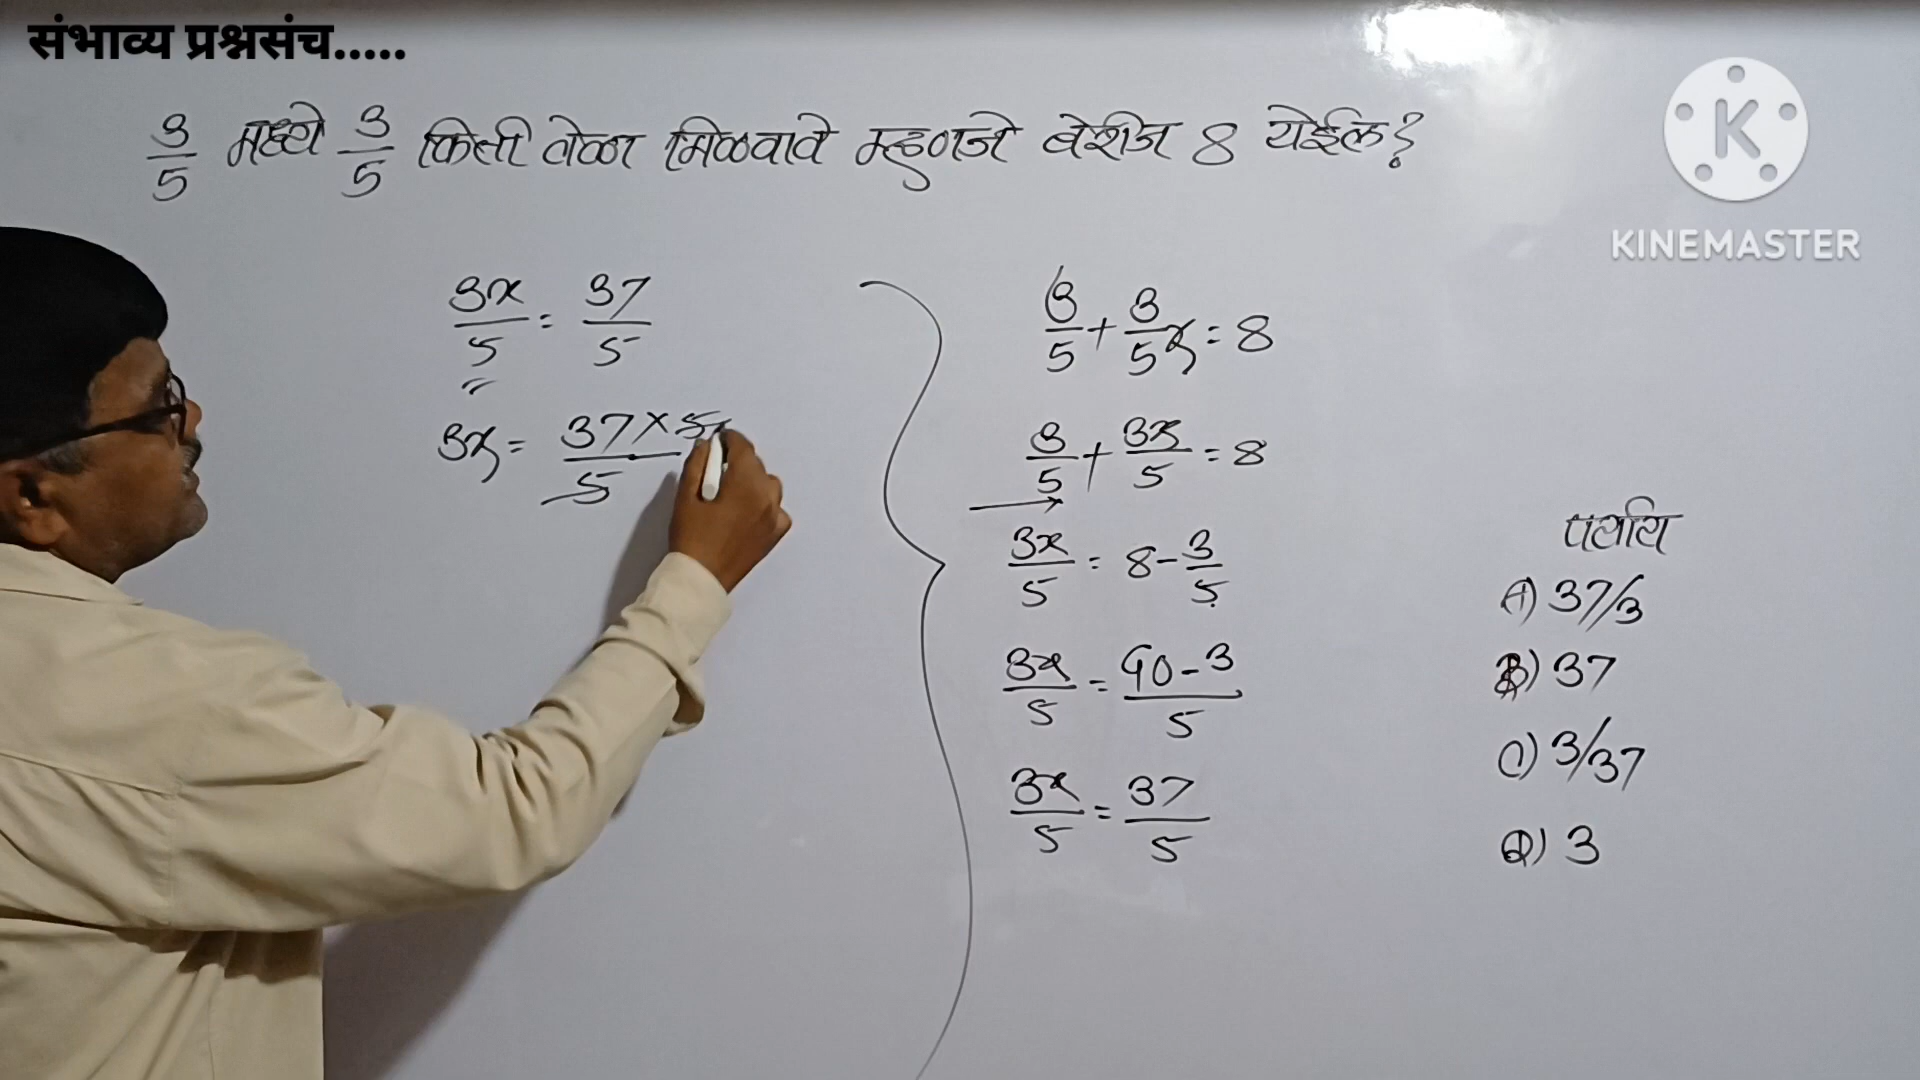 संभाव्य प्रश्नसंच.....
3/5 मध्ये 3/5 किती वेळा मिळवावे म्हणजे बेरीज 8 येईल?
KINEMASTER
3x/5 = 37/5
3x = 37×5/5
3/5 + 3/5 x = 8
3/5 + 3x/5 = 8
3x/5 = 8 - 3/5
3x/5 = 40-3/5
3x/5 = 37/5
पर्याय
A) 37/3
B) 37
C) 3/37
D) 3